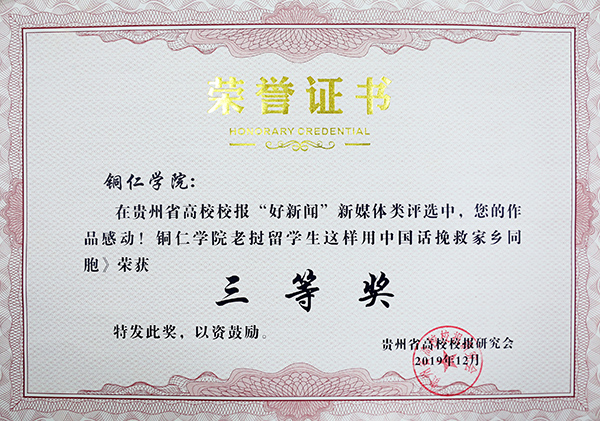 荣誉证书
HONORARY CREDENTIAL
铜仁学院：
在贵州省高校校报“好新闻”新媒体类评选中，您的作
品感动！铜仁学院老挝留学生这样用中国话挽救家乡同
胞》荣获
三等奖
特发此奖，以资鼓励。
贵州省高校校报研究会
2019年12月